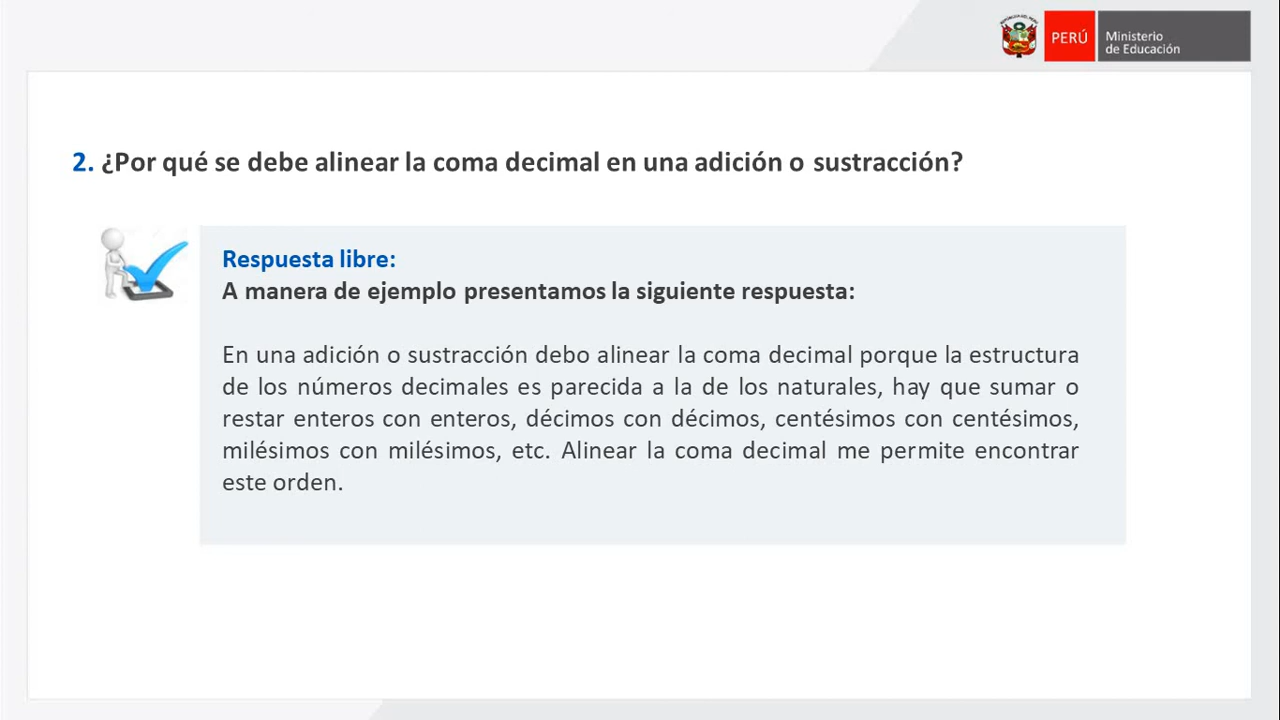 PERÚ
Ministerio
de Educación
2. ¿Por qué se debe alinear la coma decimal en una adición o sustracción?
Respuesta libre:
A manera de ejemplo presentamos la siguiente respuesta:
En una adición o sustracción debo alinear la coma decimal porque la estructura
de los números decimales es parecida a la de los naturales, hay que sumar o
restar enteros con enteros, décimos con décimos, centésimos con centésimos,
milésimos con milésimos, etc. Alinear la coma decimal me permite encontrar
este orden.